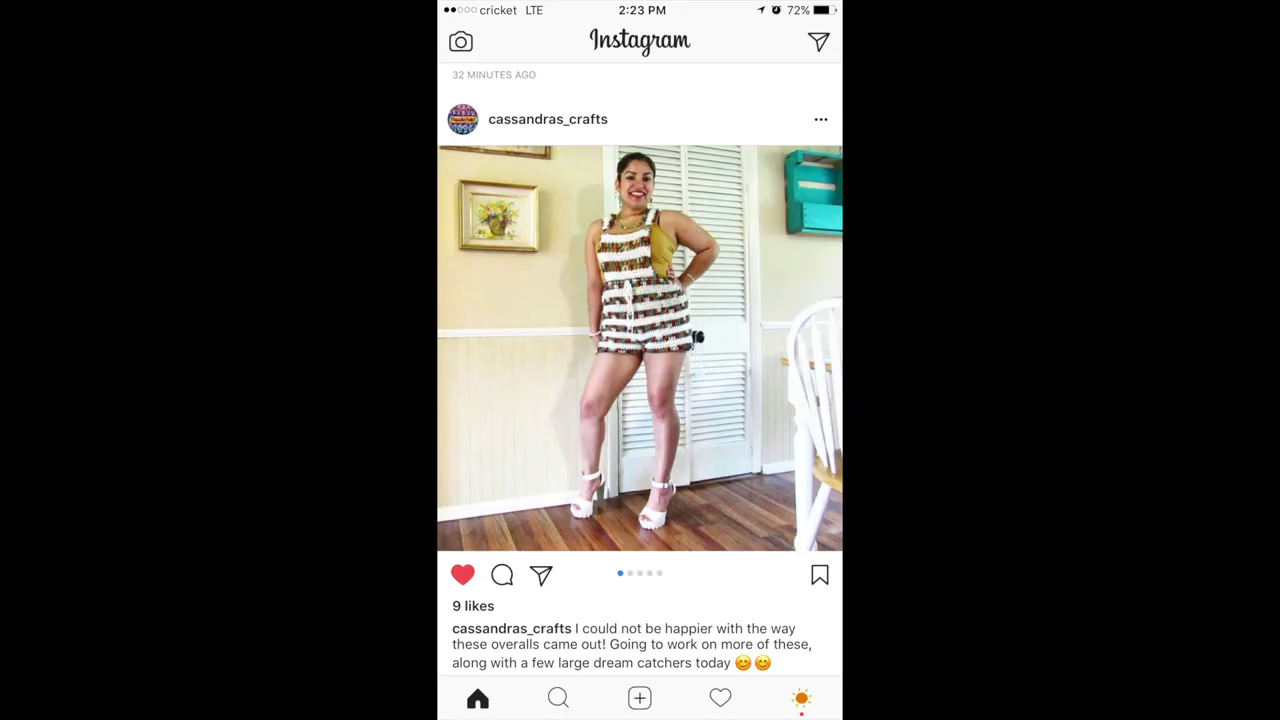 cricket LTE 2:23 PM 72%
Instagram
32 MINUTES AGO
cassandras_crafts
9 likes
cassandras_crafts I could not be happier with the way
these overalls came out! Going to work on more of these,
along with a few large dream catchers today 😊 😊